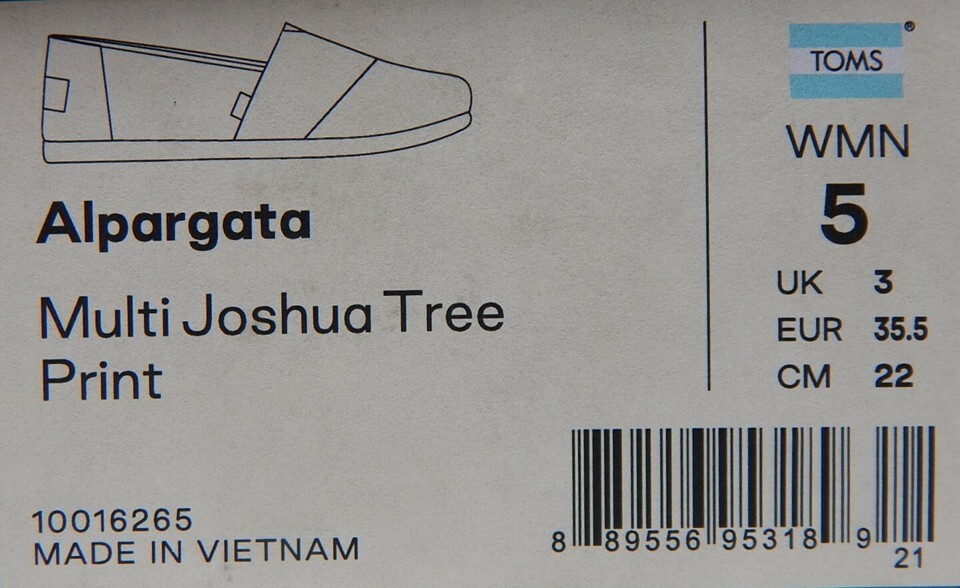 Alpargata
Multi Joshua Tree
Print
10016265
MADE IN VIETNAM
TOMS®
WMN
5
UK 3
EUR 35.5
CM 22
8 89556 95318 9
21